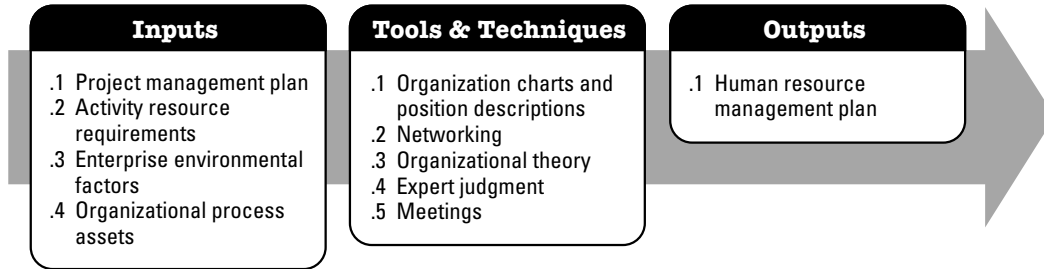 Inputs
.1 Project management plan
.2 Activity resource
requirements
.3 Enterprise environmental
factors
.4 Organizational process
assets
Tools & Techniques
.1 Organization charts and
position descriptions
.2 Networking
.3 Organizational theory
.4 Expert judgment
.5 Meetings
Outputs
.1 Human resource
management plan